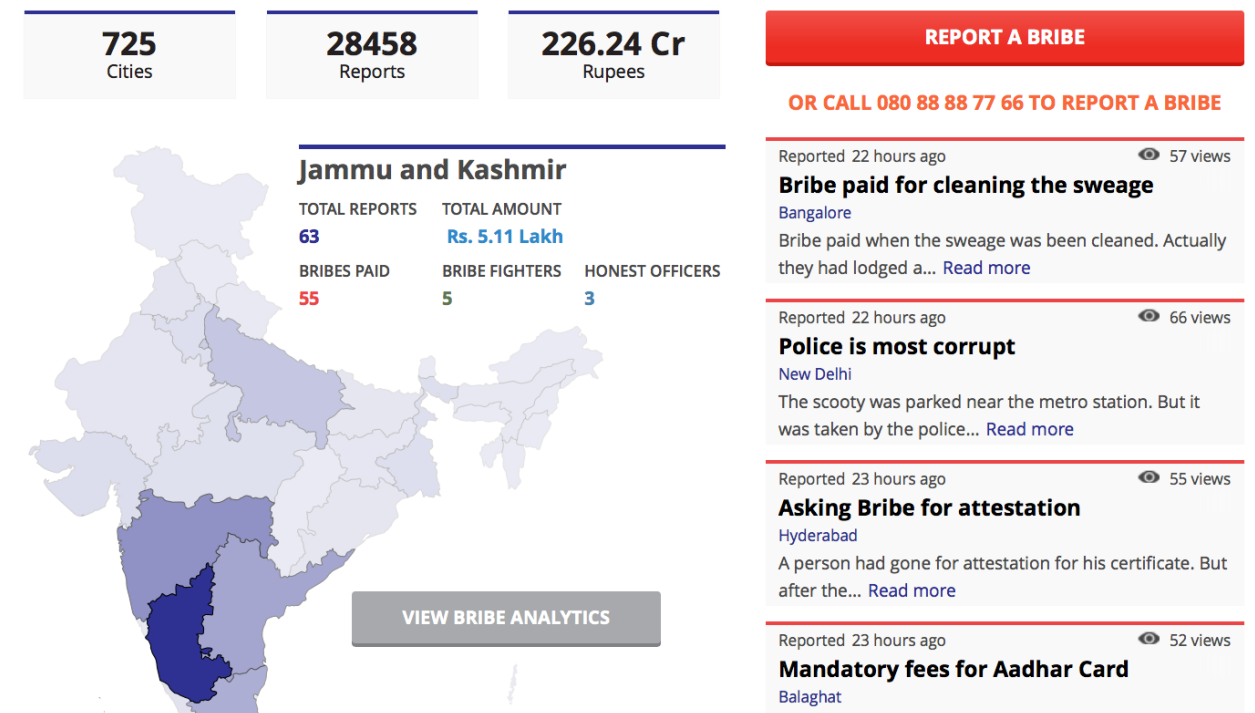 725
Cities
28458
Reports
226.24 Cr
Rupees
Jammu and Kashmir
TOTAL REPORTS TOTAL AMOUNT
63 Rs. 5.11 Lakh
BRIBES PAID BRIBE FIGHTERS HONEST OFFICERS
55 5 3
VIEW BRIBE ANALYTICS
REPORT A BRIBE
OR CALL 080 88 88 77 66 TO REPORT A BRIBE
Reported 22 hours ago 57 views
Bribe paid for cleaning the sweage
Bangalore
Bribe paid when the sweage was been cleaned. Actually
they had lodged a... Read more
Reported 22 hours ago 66 views
Police is most corrupt
New Delhi
The scooty was parked near the metro station. But it
was taken by the police... Read more
Reported 23 hours ago 55 views
Asking Bribe for attestation
Hyderabad
A person had gone for attestation for his certificate. But
after the... Read more
Reported 23 hours ago 52 views
Mandatory fees for Aadhar Card
Balaghat